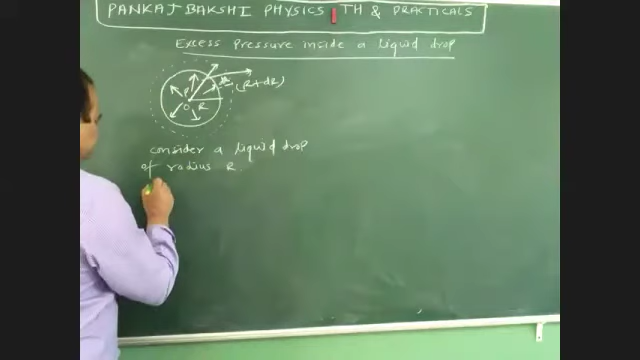 PANKAJ BAKSHI PHYSICS TH & PRACTICALS
Excess Pressure inside a Liquid drop
(R+dR)
P
O R
Consider a liquid drop
of radius R